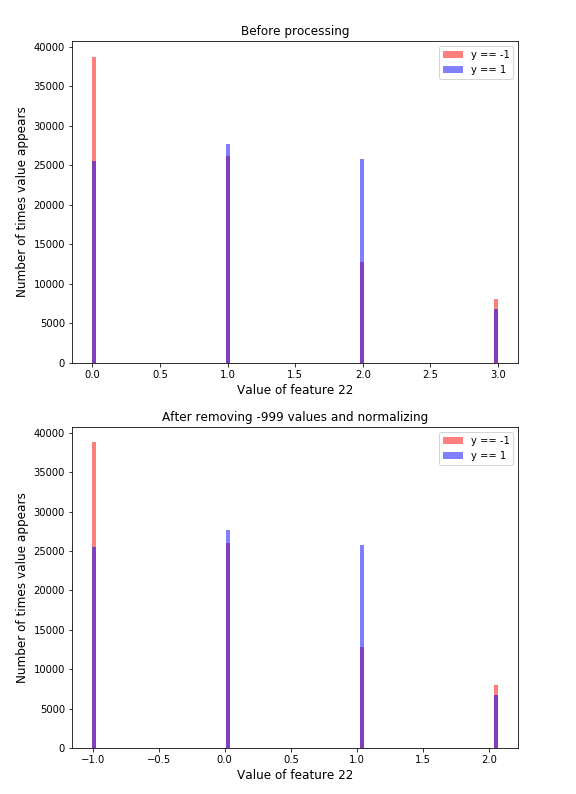 Before processing
40000
35000
30000
25000
20000
15000
10000
5000
0
Number of times value appears
y == -1
y == 1
0.0 0.5 1.0 1.5 2.0 2.5 3.0
Value of feature 22
After removing -999 values and normalizing
40000
35000
30000
25000
20000
15000
10000
5000
0
Number of times value appears
y == -1
y == 1
−1.0 −0.5 0.0 0.5 1.0 1.5 2.0
Value of feature 22